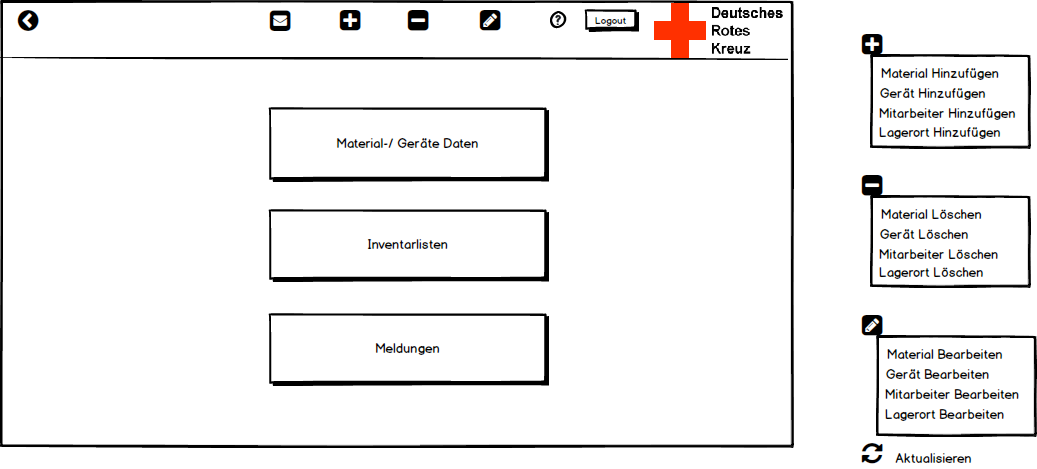 Logout
Deutsches
Rotes
Kreuz
Material-/ Geräte Daten
Inventarlisten
Meldungen
Material Hinzufügen
Gerät Hinzufügen
Mitarbeiter Hinzufügen
Lagerort Hinzufügen
Material Löschen
Gerät Löschen
Mitarbeiter Löschen
Lagerort Löschen
Material Bearbeiten
Gerät Bearbeiten
Mitarbeiter Bearbeiten
Lagerort Bearbeiten
Aktualisieren